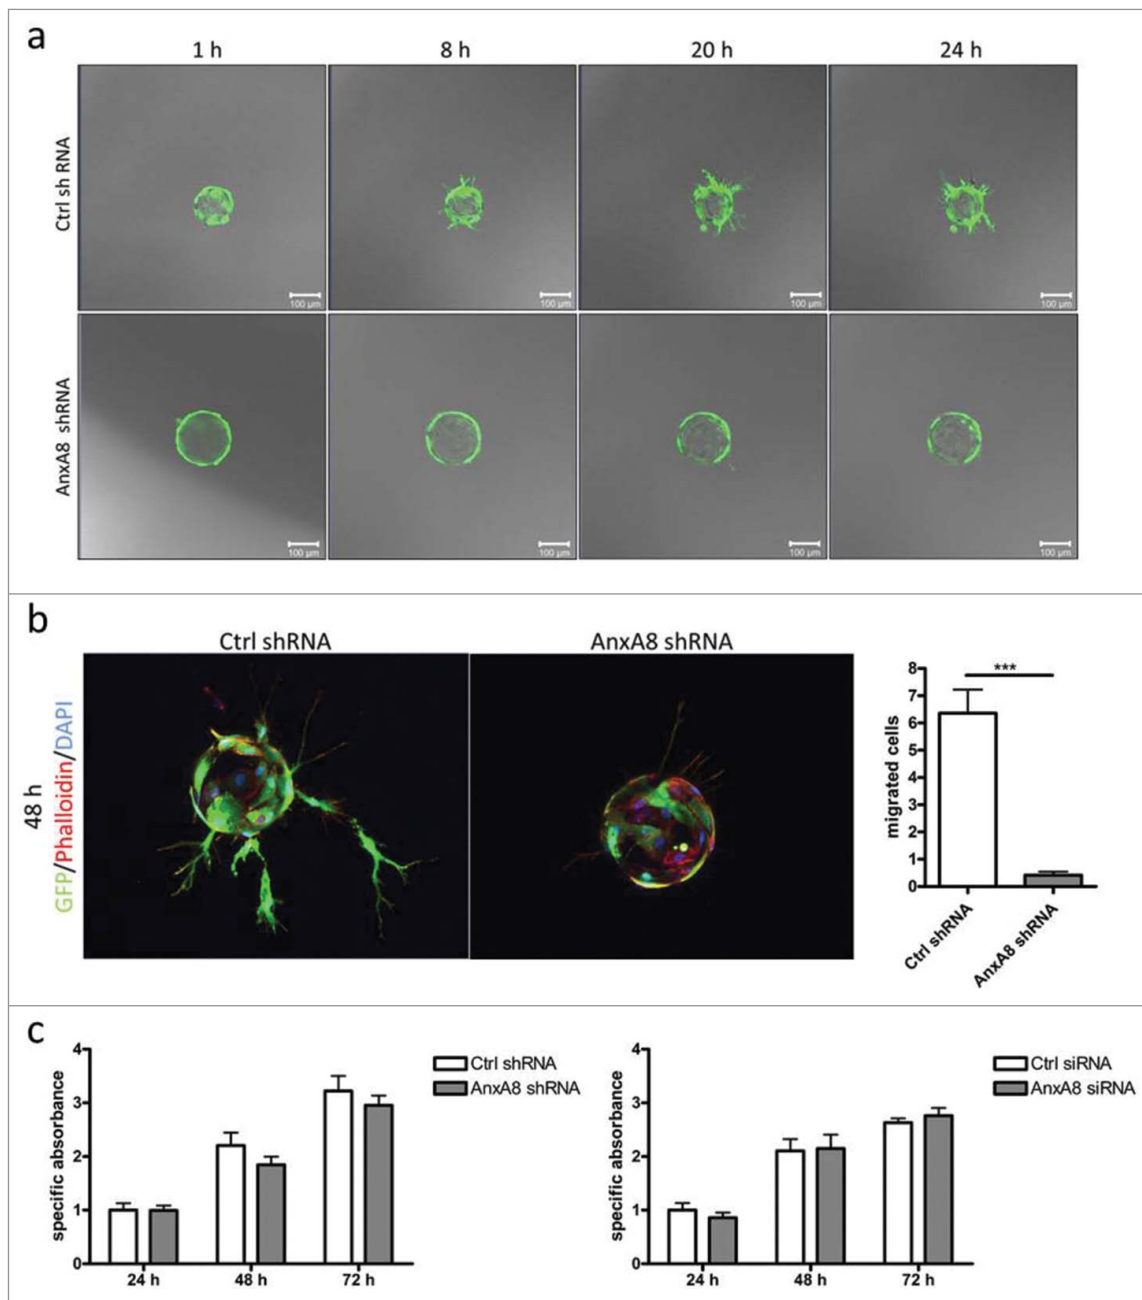 a
1 h 8 h 20 h 24 h
Ctrl sh RNA
100 µm 100 µm 100 µm 100 µm
AnxA8 shRNA
100 µm 100 µm 100 µm 100 µm
b
Ctrl shRNA AnxA8 shRNA
48 h
GFP/Phalloidin/DAPI
migrated cells
8
7
6
5
4
3
2
1
0
***
Ctrl shRNA
AnxA8 shRNA
c
specific absorbance
4
3
2
1
0
24 h 48 h 72 h
Ctrl shRNA
AnxA8 shRNA
specific absorbance
4
3
2
1
0
24 h 48 h 72 h
Ctrl siRNA
AnxA8 siRNA